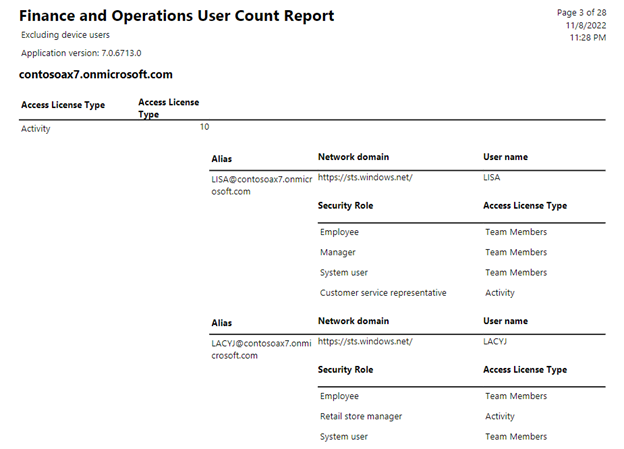 Finance and Operations User Count Report
Page 3 of 28
Excluding device users
11/8/2022
11:28 PM
Application version: 7.0.6713.0
contosoax7.onmicrosoft.com
Access License Type Access License
Type
Activity 10
Alias Network domain User name
LISA@contosoax7.onmicr https://sts.windows.net/ LISA
osoft.com
Security Role Access License Type
Employee Team Members
Manager Team Members
System user Team Members
Customer service representative Activity
Alias Network domain User name
LACYJ@contosoax7.onmi https://sts.windows.net/ LACYJ
crosoft.com
Security Role Access License Type
Employee Team Members
Retail store manager Activity
System user Team Members